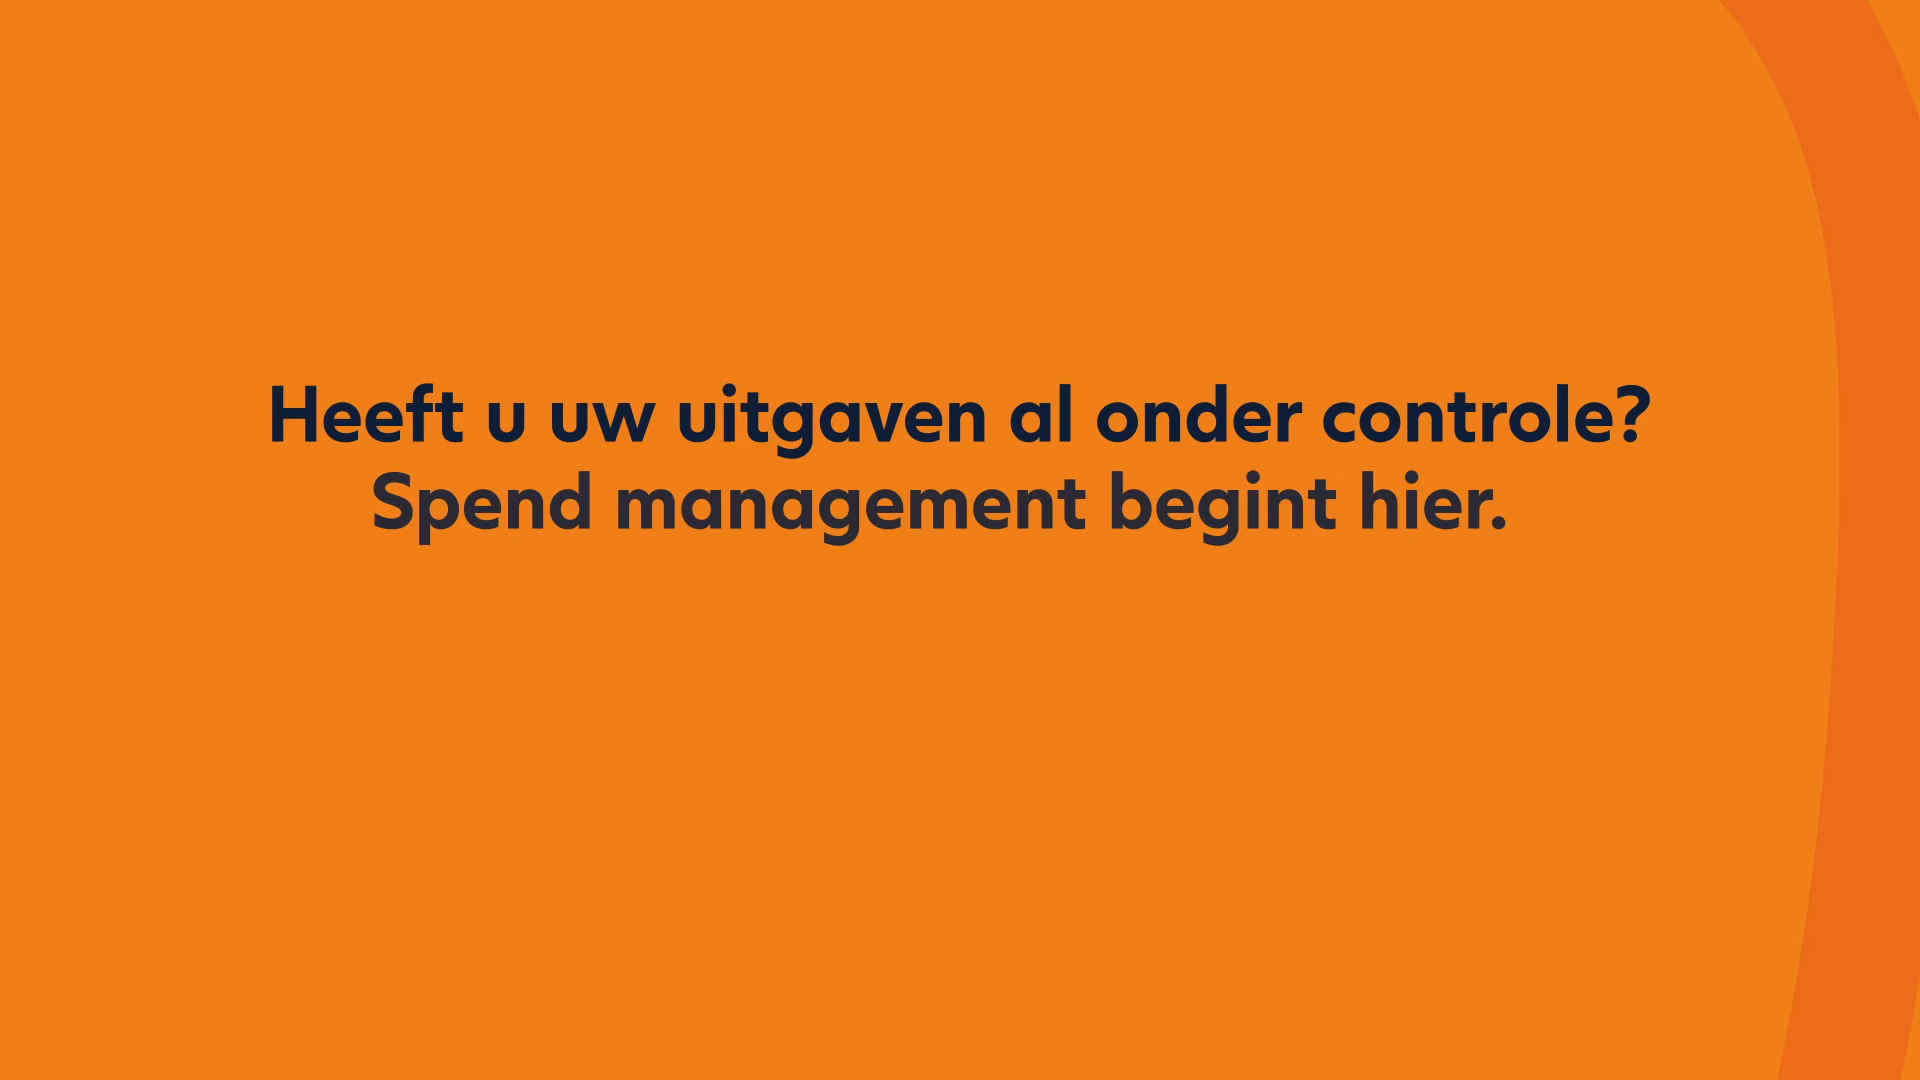 Heeft u uw uitgaven al onder controle?
Spend management begint hier.